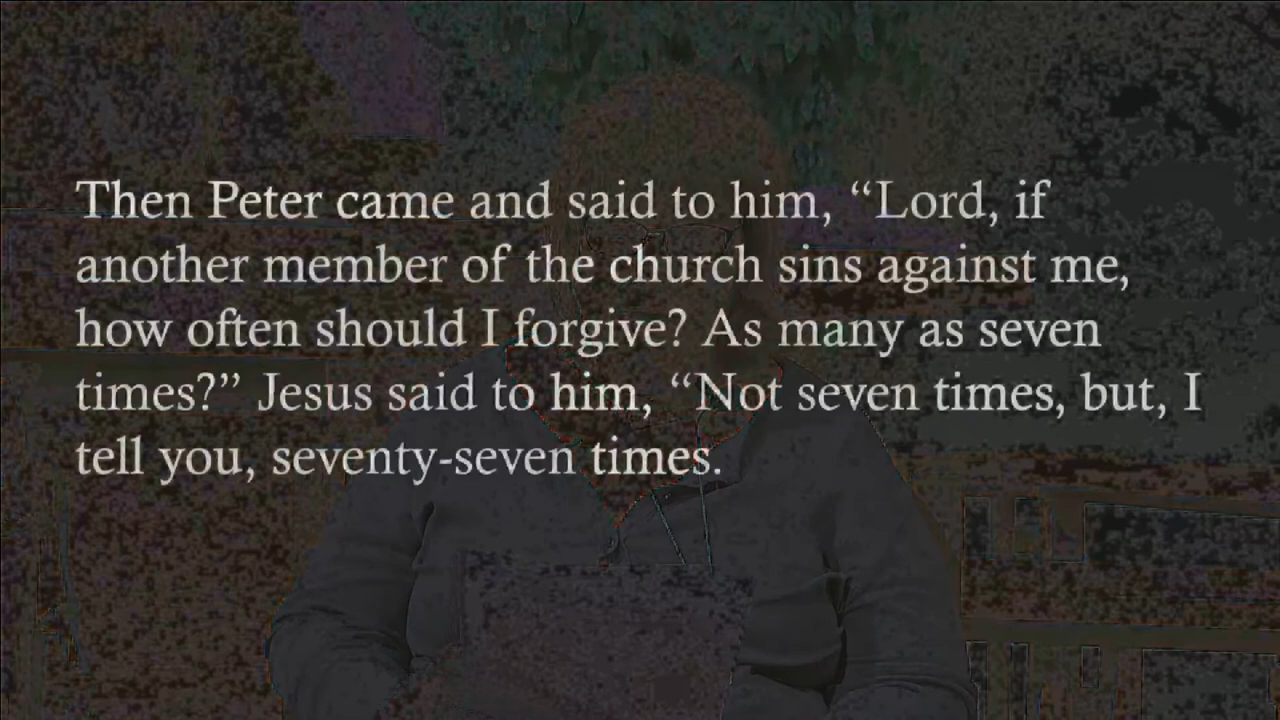 Then Peter came and said to him, “Lord, if
another member of the church sins against me,
how often should I forgive? As many as seven
times?” Jesus said to him, “Not seven times, but, I
tell you, seventy-seven times.